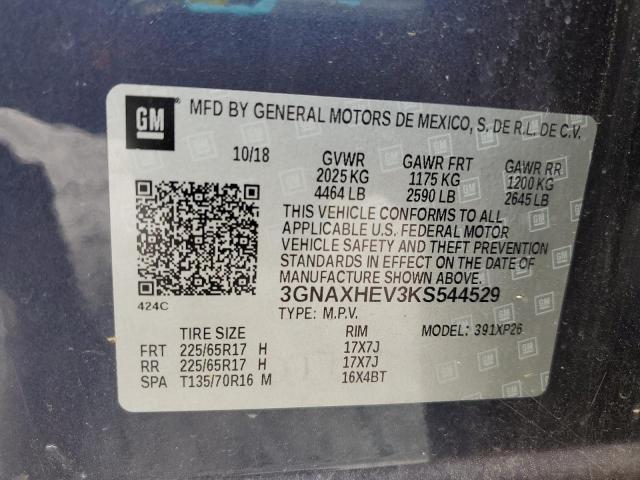 GM
MFD BY GENERAL MOTORS DE MEXICO, S. DE R.L. DE C.V.
10/18 GVWR GAWR FRT GAWR RR
2025 KG 1175 KG 1200 KG
4464 LB 2590 LB 2645 LB
THIS VEHICLE CONFORMS TO ALL
APPLICABLE U.S. FEDERAL MOTOR
VEHICLE SAFETY AND THEFT PREVENTION
STANDARDS IN EFFECT ON THE DATE OF
MANUFACTURE SHOWN ABOVE.
424C
3GNAXHEV3KS544529
TYPE: M.P.V. MODEL: 391XP26
TIRE SIZE RIM
FRT 225/65R17 H 17X7J
RR 225/65R17 H 17X7J
SPA T135/70R16 M 16X4BT